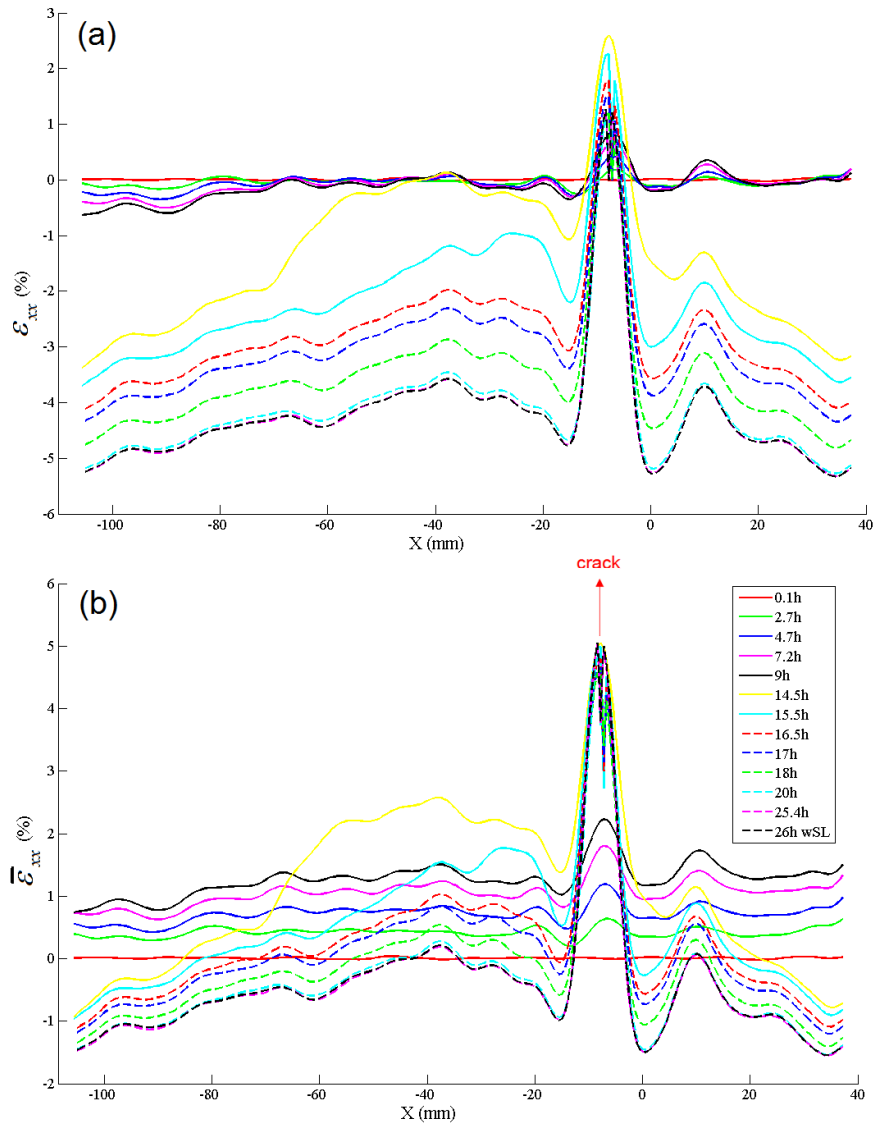 (a)
3
2
1
0
-1
-2
-3
-4
-5
-6
εxx (%)
-100 -80 -60 -40 -20 0 20 40
X (mm)
crack
(b)
6
5
4
3
2
1
0
-1
-2
ε̅xx (%)
0.1h
2.7h
4.7h
7.2h
9h
14.5h
15.5h
16.5h
17h
18h
20h
25.4h
26h wSL
-100 -80 -60 -40 -20 0 20 40
X (mm)